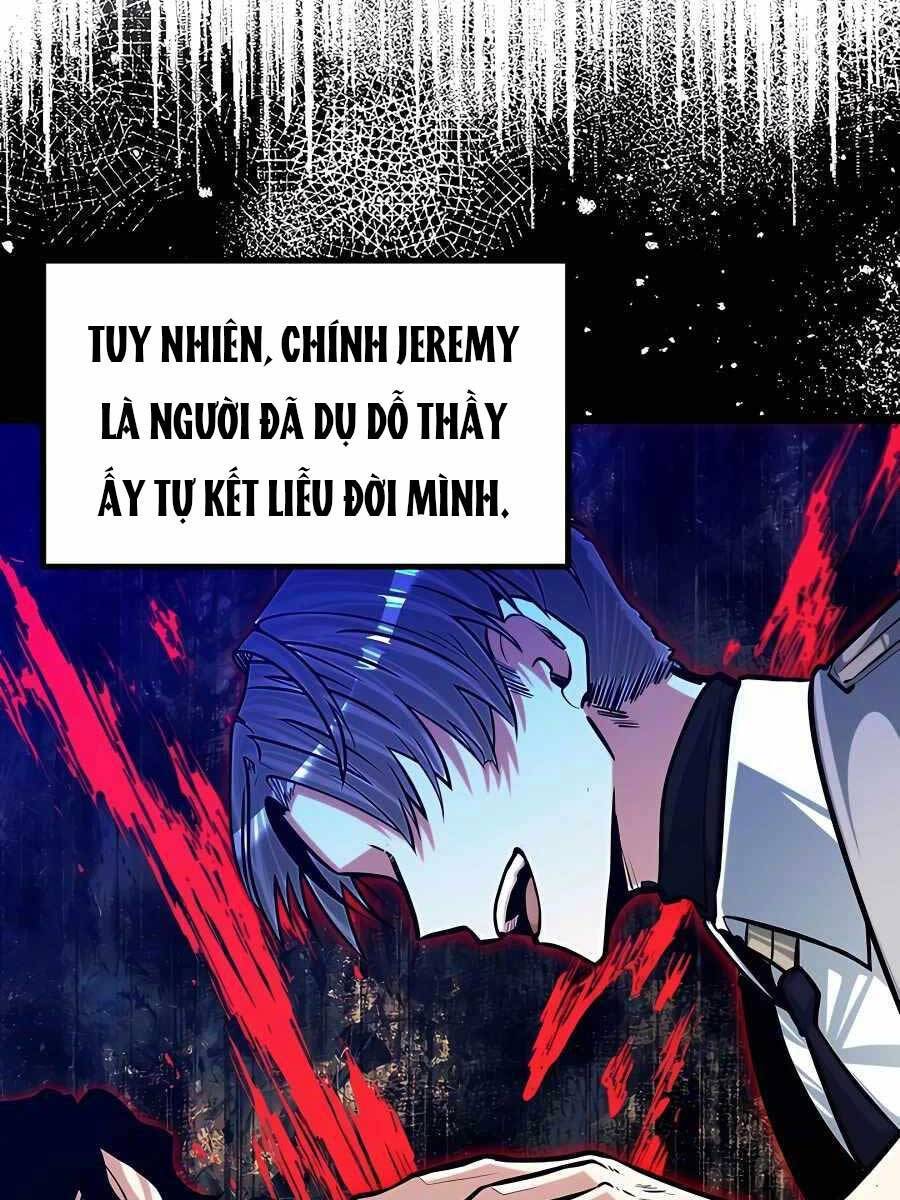 TUY NHIÊN, CHÍNH JEREMY
LÀ NGƯỜI ĐÃ DỤ DỖ THẦY
ẤY TỰ KẾT LIỄU ĐỜI MÌNH.